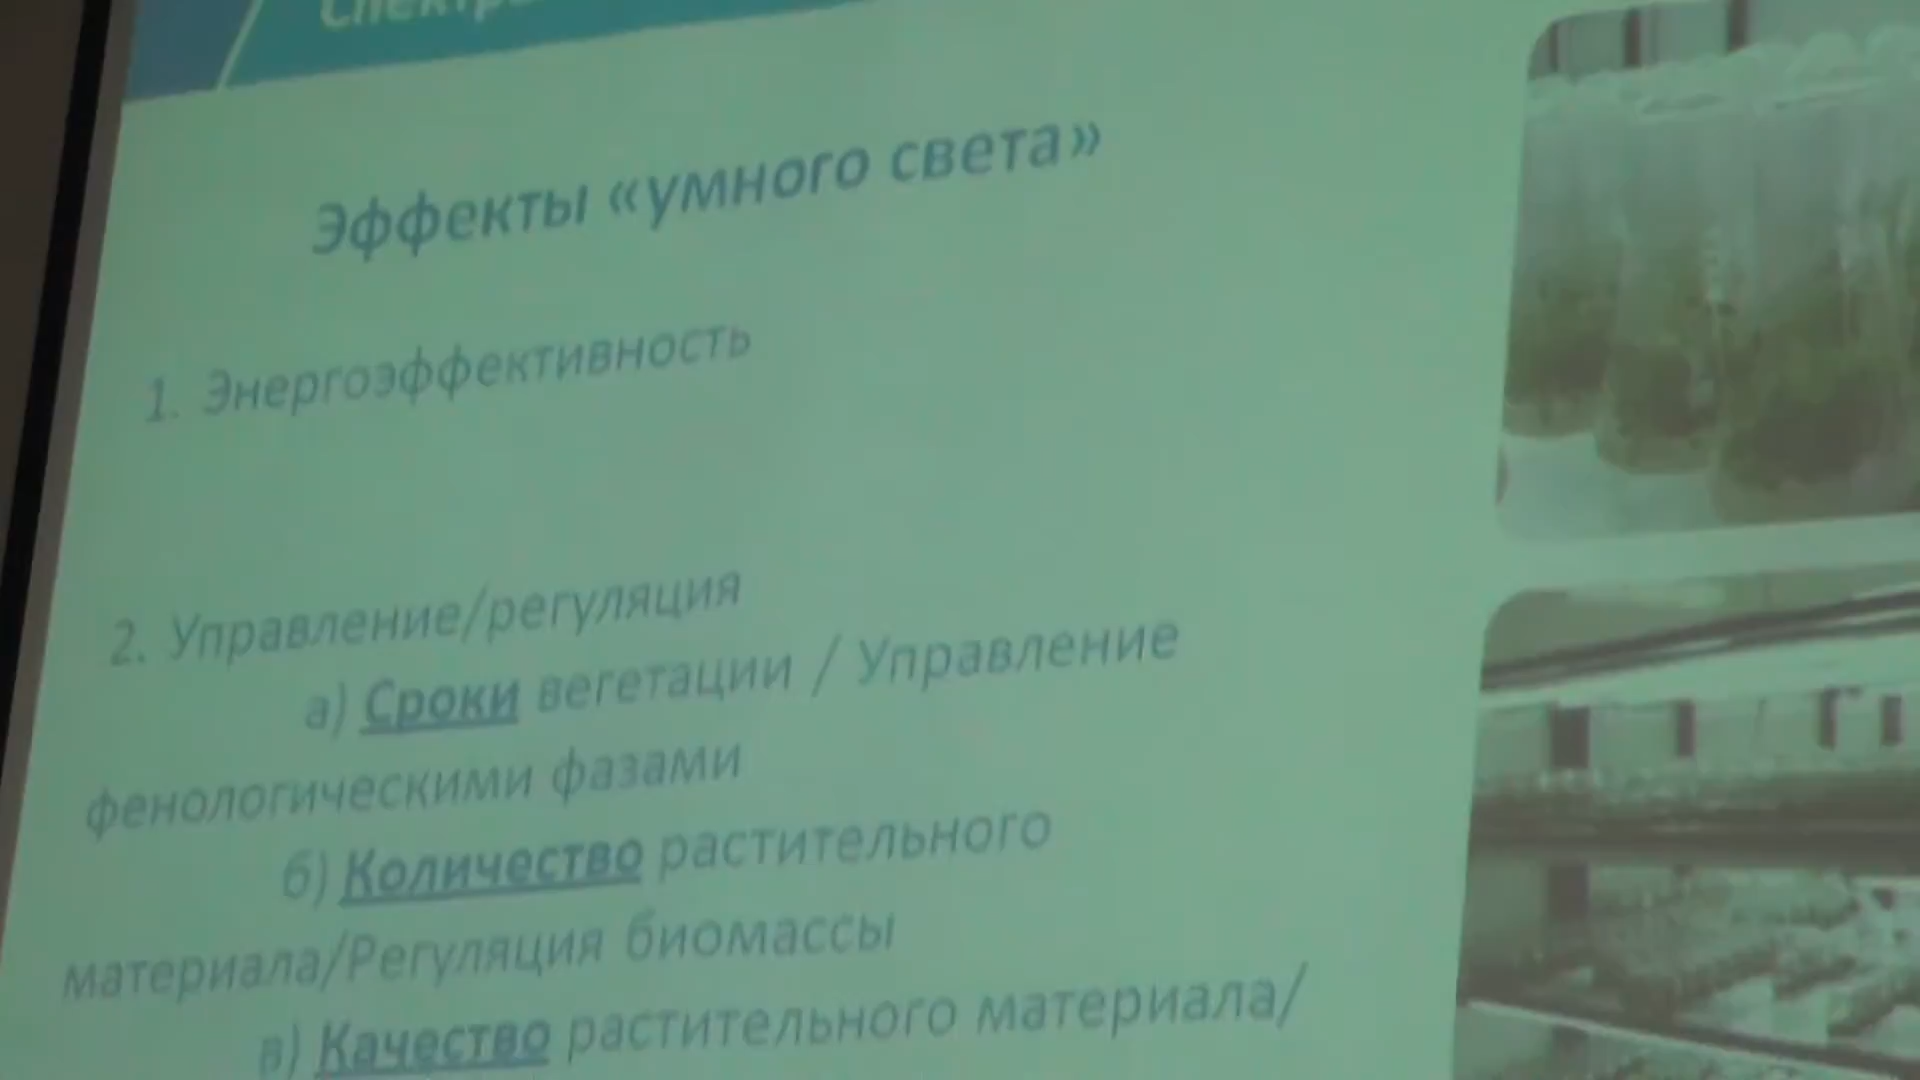 Эффекты «умного света»
1. Энергоэффективность
2. Управление/регуляция
а) Сроки вегетации / Управление
фенологическими фазами
б) Количество растительного
материала/Регуляция биомассы
в) Качество растительного материала/